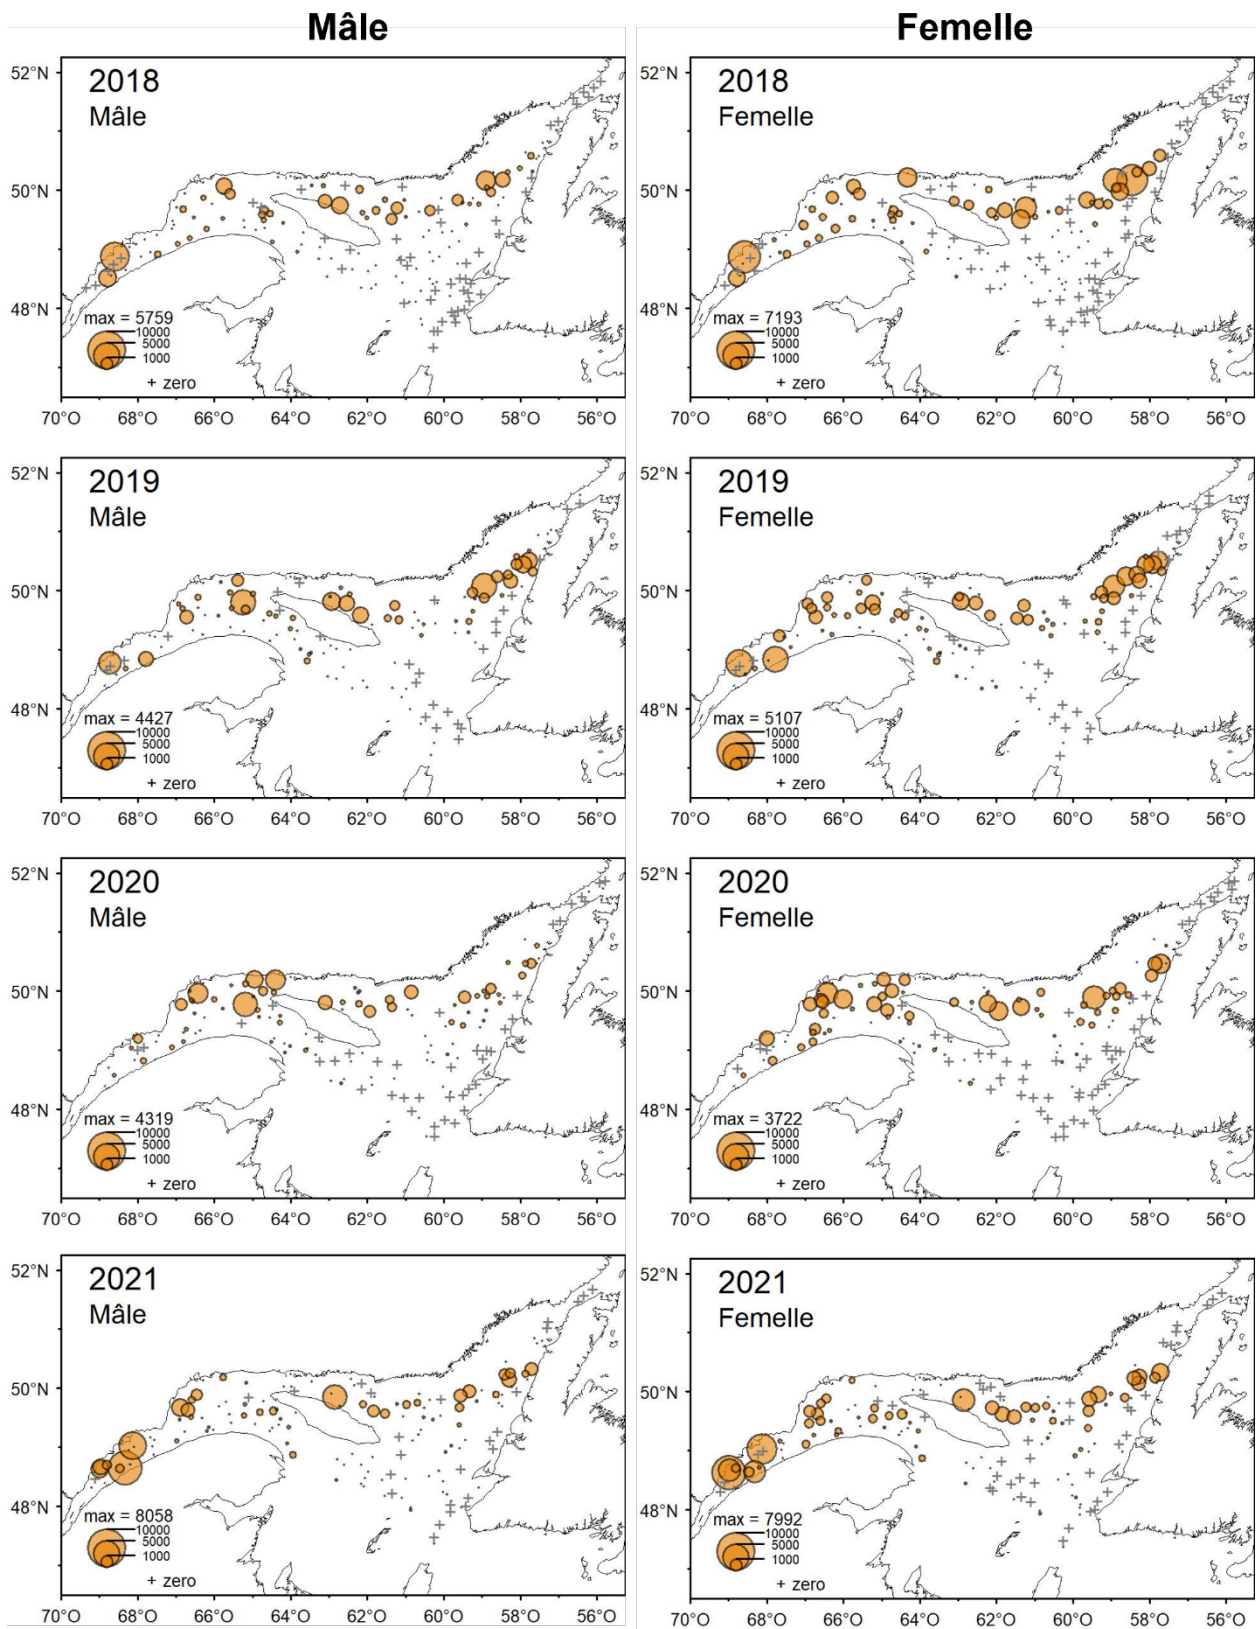 Mâle Femelle
2018
Mâle
52°N
50°N
48°N
max = 5759
10000
5000
1000
+ zero
70°O 68°O 66°O 64°O 62°O 60°O 58°O 56°O
2018
Femelle
52°N
50°N
48°N
max = 7193
10000
5000
1000
+ zero
70°O 68°O 66°O 64°O 62°O 60°O 58°O 56°O
2019
Mâle
52°N
50°N
48°N
max = 4427
10000
5000
1000
+ zero
70°O 68°O 66°O 64°O 62°O 60°O 58°O 56°O
2019
Femelle
52°N
50°N
48°N
max = 5107
10000
5000
1000
+ zero
70°O 68°O 66°O 64°O 62°O 60°O 58°O 56°O
2020
Mâle
52°N
50°N
48°N
max = 4319
10000
5000
1000
+ zero
70°O 68°O 66°O 64°O 62°O 60°O 58°O 56°O
2020
Femelle
52°N
50°N
48°N
max = 3722
10000
5000
1000
+ zero
70°O 68°O 66°O 64°O 62°O 60°O 58°O 56°O
2021
Mâle
52°N
50°N
48°N
max = 8058
10000
5000
1000
+ zero
70°O 68°O 66°O 64°O 62°O 60°O 58°O 56°O
2021
Femelle
52°N
50°N
48°N
max = 7992
10000
5000
1000
+ zero
70°O 68°O 66°O 64°O 62°O 60°O 58°O 56°O